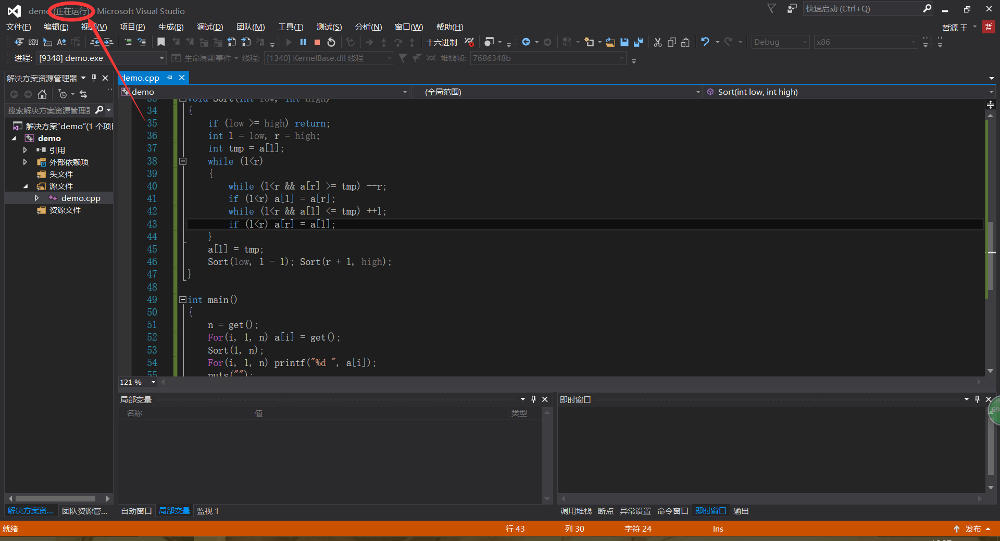 demo (正在运行) - Microsoft Visual Studio
快速启动 (Ctrl+Q)
文件(F) 编辑(E) 视图(V) 项目(P) 生成(B) 调试(D) 团队(M) 工具(T) 测试(S) 分析(N) 窗口(W) 帮助(H)
哲源 王 哲
十六进制 Debug x86
进程: [9348] demo.exe 生命周期事件 线程: [1340] KernelBase.dll 线程 堆栈帧: 7686348b
解决方案资源管理器
demo.cpp
demo (全局范围) Sort(int low, int high)
搜索解决方案资源管理器
解决方案"demo"(1 个项目
demo
引用
外部依赖项
头文件
源文件
demo.cpp
资源文件
33 void Sort(int low, int high)
34 {
35 if (low >= high) return;
36 int l = low, r = high;
37 int tmp = a[l];
38 while (l<r)
39 {
40 while (l<r && a[r] >= tmp) --r;
41 if (l<r) a[l] = a[r];
42 while (l<r && a[l] <= tmp) ++l;
43 if (l<r) a[r] = a[l];
44 }
45 a[l] = tmp;
46 Sort(low, l - 1); Sort(r + 1, high);
47 }
48
49 int main()
50 {
51 n = get();
52 For(i, 1, n) a[i] = get();
53 Sort(1, n);
54 For(i, 1, n) printf("%d ", a[i]);
55 puts("");
121 %
局部变量
名称 值 类型
即时窗口
69
解决方案资... 团队资源管...
自动窗口 局部变量 监视 1
调用堆栈 断点 异常设置 命令窗口 即时窗口 输出
就绪 行 43 列 30 字符 24 Ins 发布